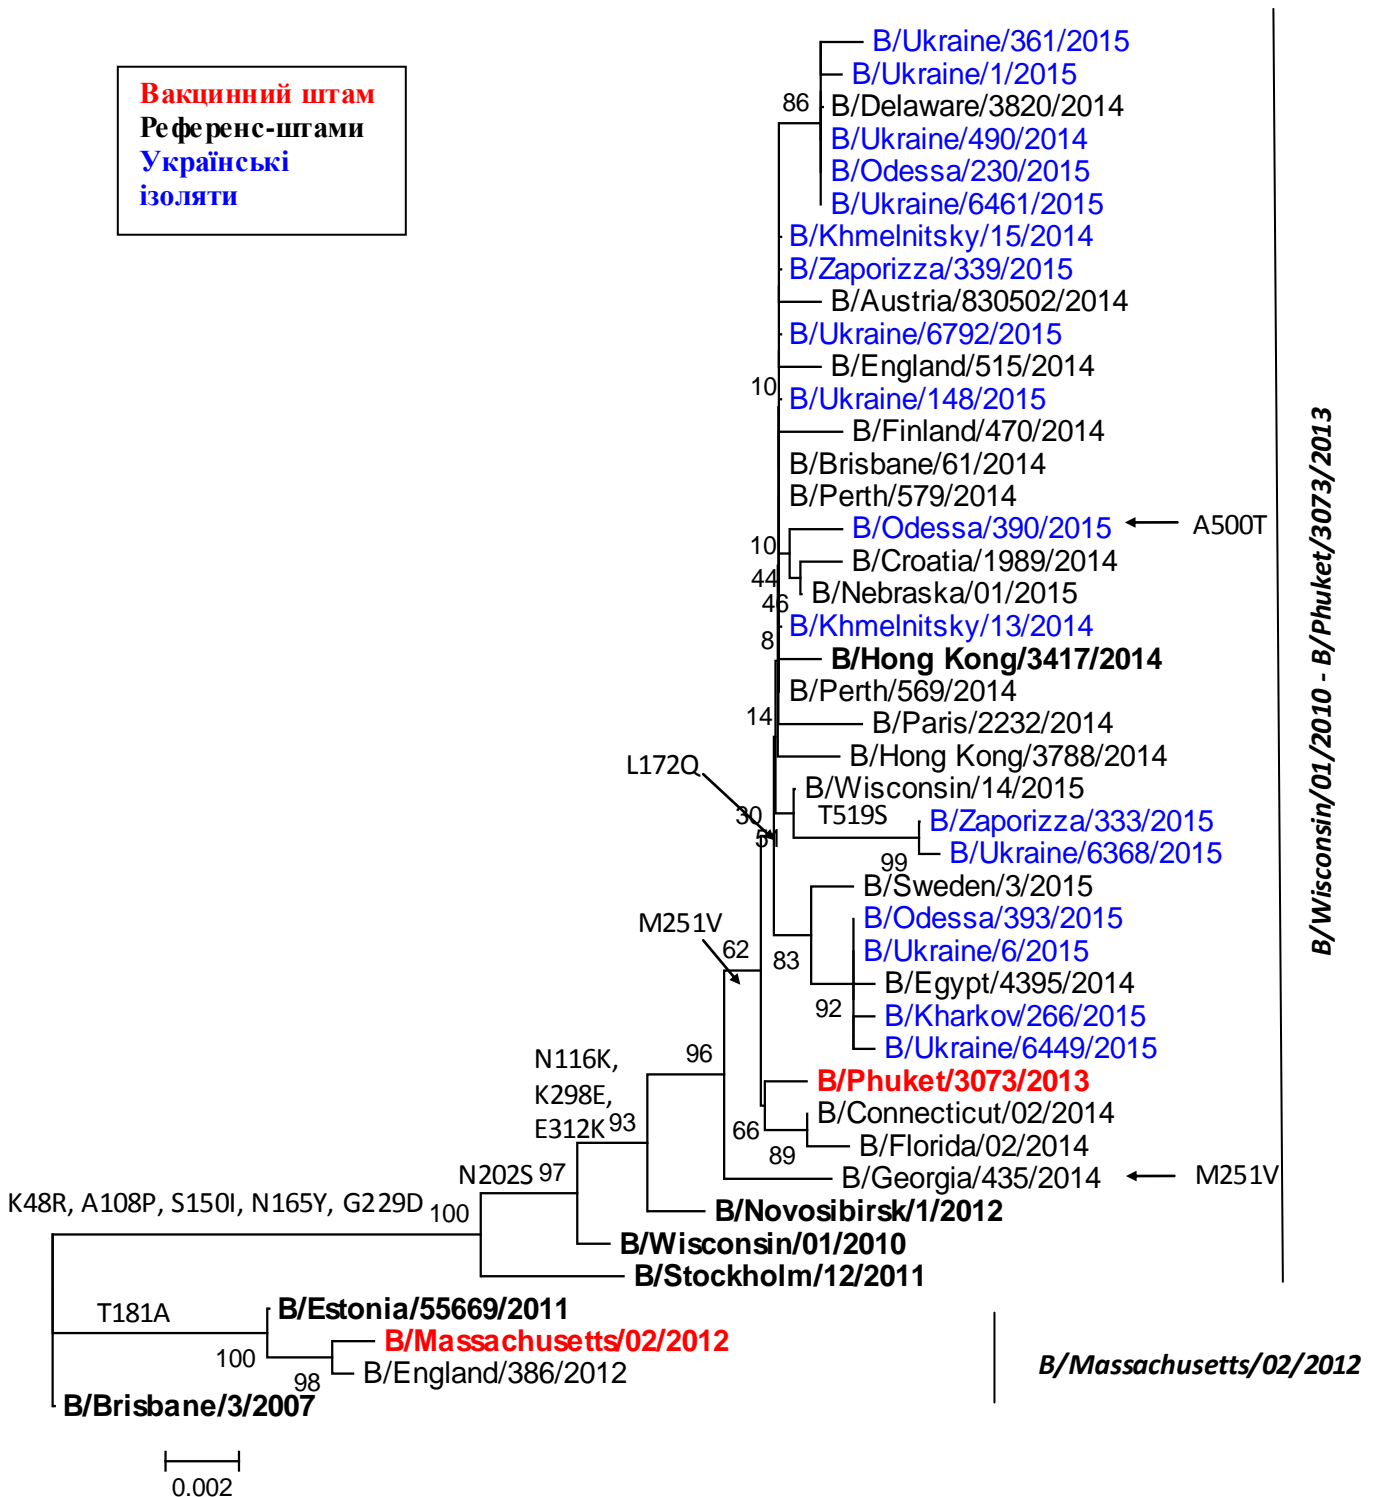 Вакцинний штам
Референс-штами
Українські
ізоляти
B/Ukraine/361/2015
B/Ukraine/1/2015
86
B/Delaware/3820/2014
B/Ukraine/490/2014
B/Odessa/230/2015
B/Ukraine/6461/2015
B/Khmelnitsky/15/2014
B/Zaporizza/339/2015
B/Austria/830502/2014
B/Ukraine/6792/2015
B/England/515/2014
10
B/Ukraine/148/2015
B/Finland/470/2014
B/Brisbane/61/2014
B/Perth/579/2014
B/Odessa/390/2015
A500T
10
B/Croatia/1989/2014
44
B/Nebraska/01/2015
46
B/Khmelnitsky/13/2014
8
B/Hong Kong/3417/2014
B/Perth/569/2014
14
B/Paris/2232/2014
B/Hong Kong/3788/2014
L172Q
B/Wisconsin/14/2015
30
T519S
B/Zaporizza/333/2015
51
B/Ukraine/6368/2015
99
B/Sweden/3/2015
M251V
B/Odessa/393/2015
62
B/Ukraine/6/2015
83
B/Egypt/4395/2014
92
B/Kharkov/266/2015
B/Ukraine/6449/2015
96
N116K,
K298E,
E312K
93
B/Phuket/3073/2013
B/Connecticut/02/2014
66
B/Florida/02/2014
89
B/Georgia/435/2014
M251V
N202S
97
K48R, A108P, S150I, N165Y, G229D
100
B/Novosibirsk/1/2012
B/Wisconsin/01/2010
B/Stockholm/12/2011
B/Wisconsin/01/2010 - B/Phuket/3073/2013
T181A
B/Estonia/55669/2011
B/Massachusetts/02/2012
100
B/England/386/2012
98
B/Massachusetts/02/2012
B/Brisbane/3/2007
0.002